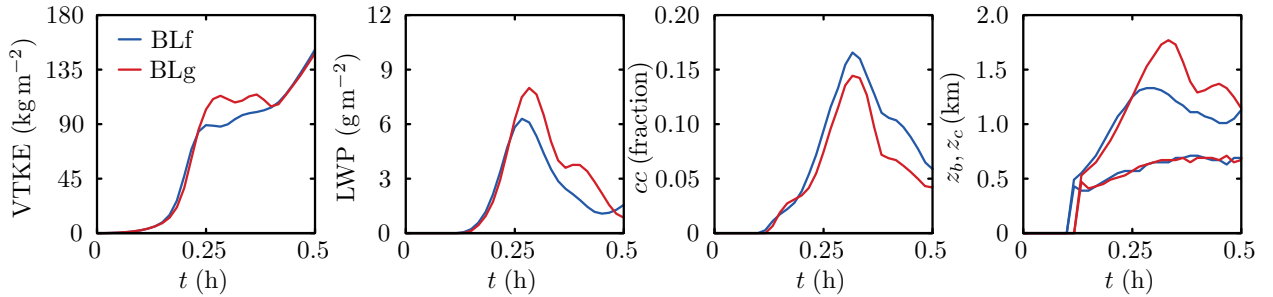 VTKE (kg m⁻²)
180
135
90
45
0
BLf
BLg
0 0.25 0.5
t (h)
LWP (g m⁻²)
12
9
6
3
0
0 0.25 0.5
t (h)
cc (fraction)
0.20
0.15
0.10
0.05
0
0 0.25 0.5
t (h)
z_b, z_c (km)
2.0
1.5
1.0
0.5
0
0 0.25 0.5
t (h)